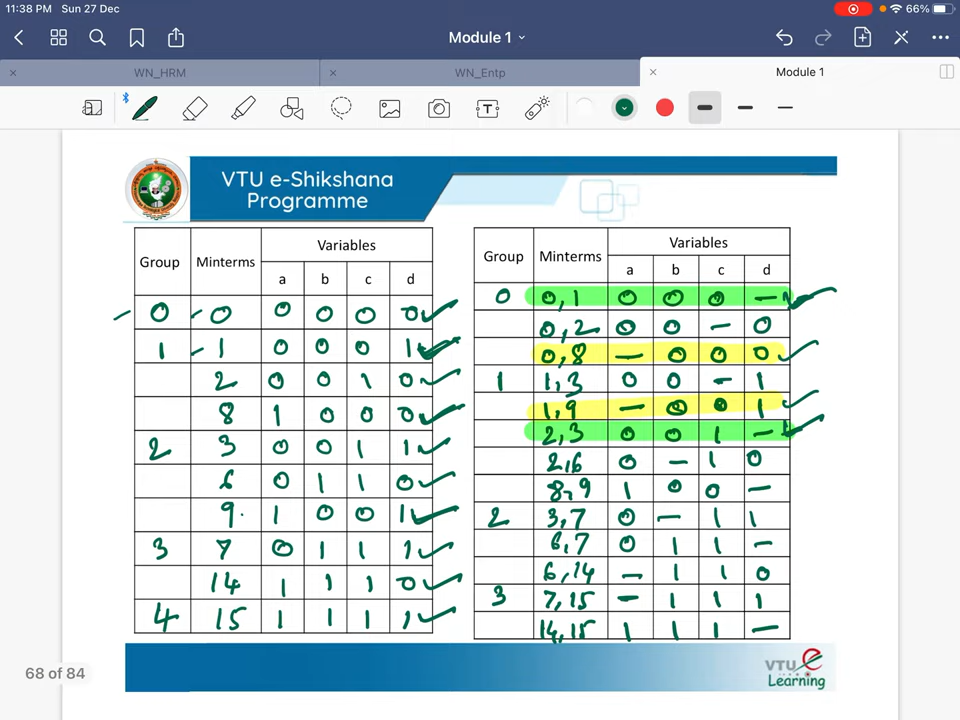 11:38 PM Sun 27 Dec
66%
Module 1
WN_HRM
WN_Entp
Module 1
T
VTU e-Shikshana
Programme
Group Minterms Variables
a b c d
0 0 0 0 0 0
1 1 0 0 0 1
2 0 0 1 0
8 1 0 0 0
2 3 0 0 1 1
6 0 1 1 0
9 1 0 0 1
3 7 0 1 1 1
14 1 1 1 0
4 15 1 1 1 1
Group Minterms Variables
a b c d
0 0,1 0 0 0 –
0,2 0 0 – 0
0,8 – 0 0 0
1 1,3 0 0 – 1
1,9 – 0 0 1
2,3 0 0 1 –
2,6 0 – 1 0
8,9 1 0 0 –
2 3,7 0 – 1 1
6,7 0 1 1 –
6,14 – 1 1 0
3 7,15 – 1 1 1
14,15 1 1 1 –
68 of 84
VTU e
Learning